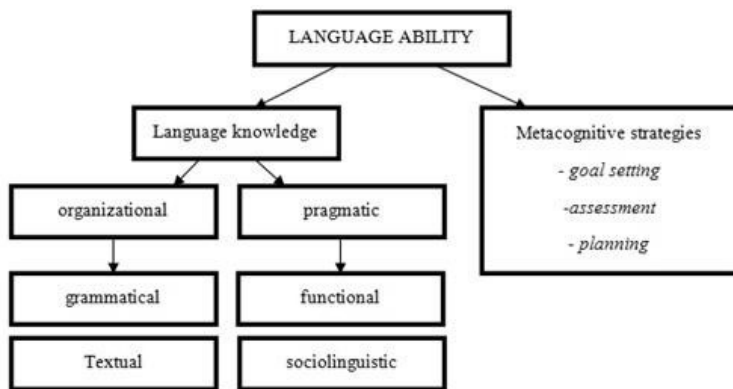 LANGUAGE ABILITY
Language knowledge
Metacognitive strategies
- goal setting
-assessment
- planning
organizational
pragmatic
grammatical
functional
Textual
sociolinguistic